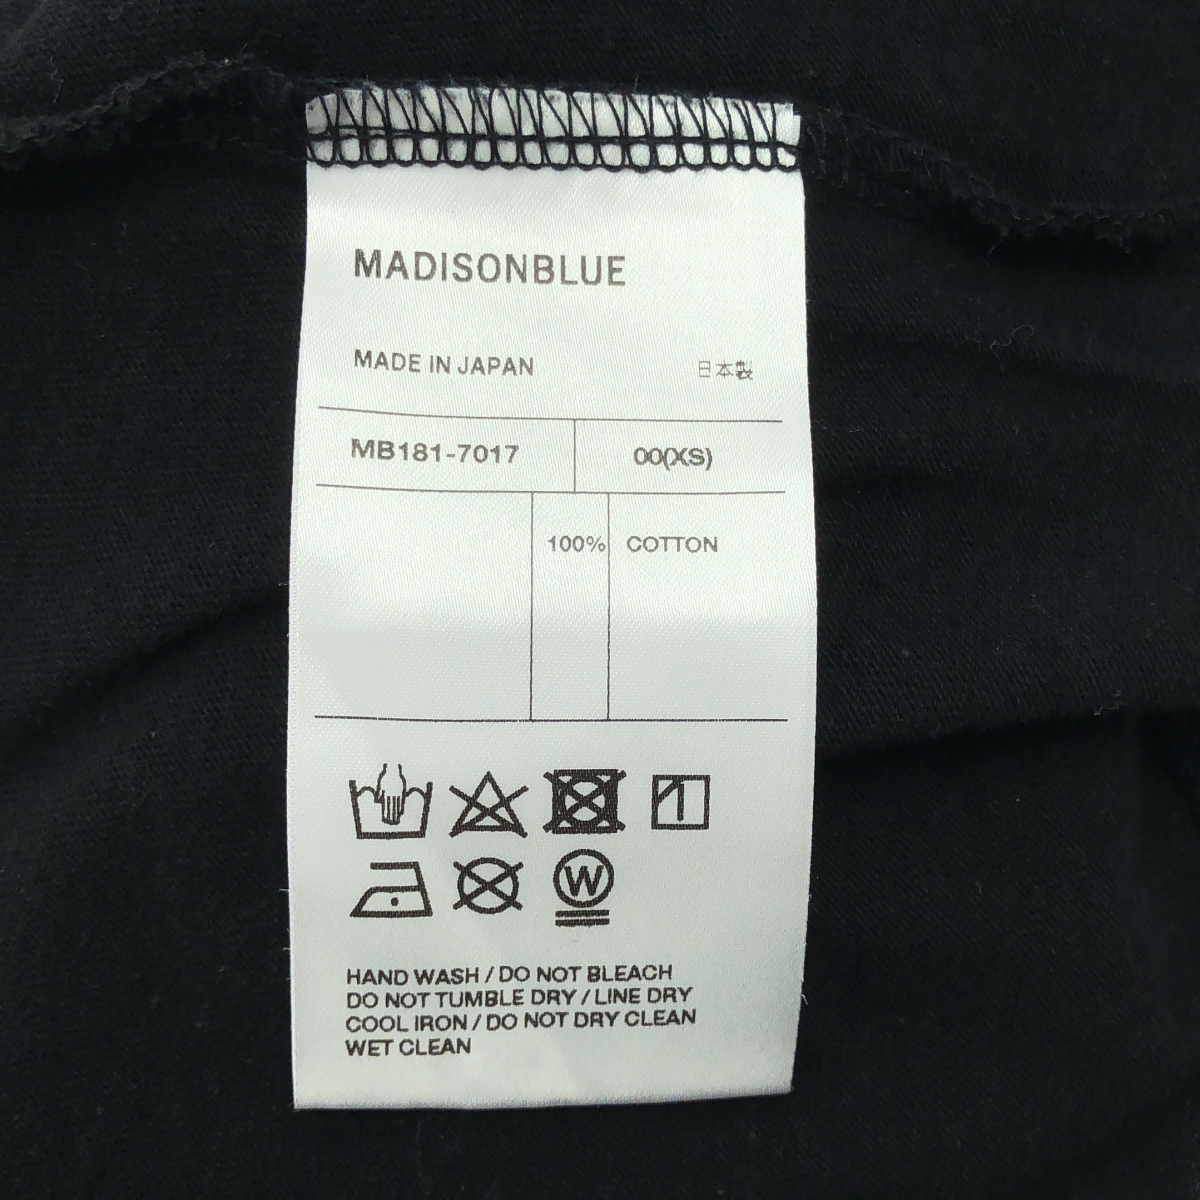 MADISONBLUE
MADE IN JAPAN 日本製
MB181-7017 00(XS)
100% COTTON
W
HAND WASH / DO NOT BLEACH
DO NOT TUMBLE DRY / LINE DRY
COOL IRON / DO NOT DRY CLEAN
WET CLEAN